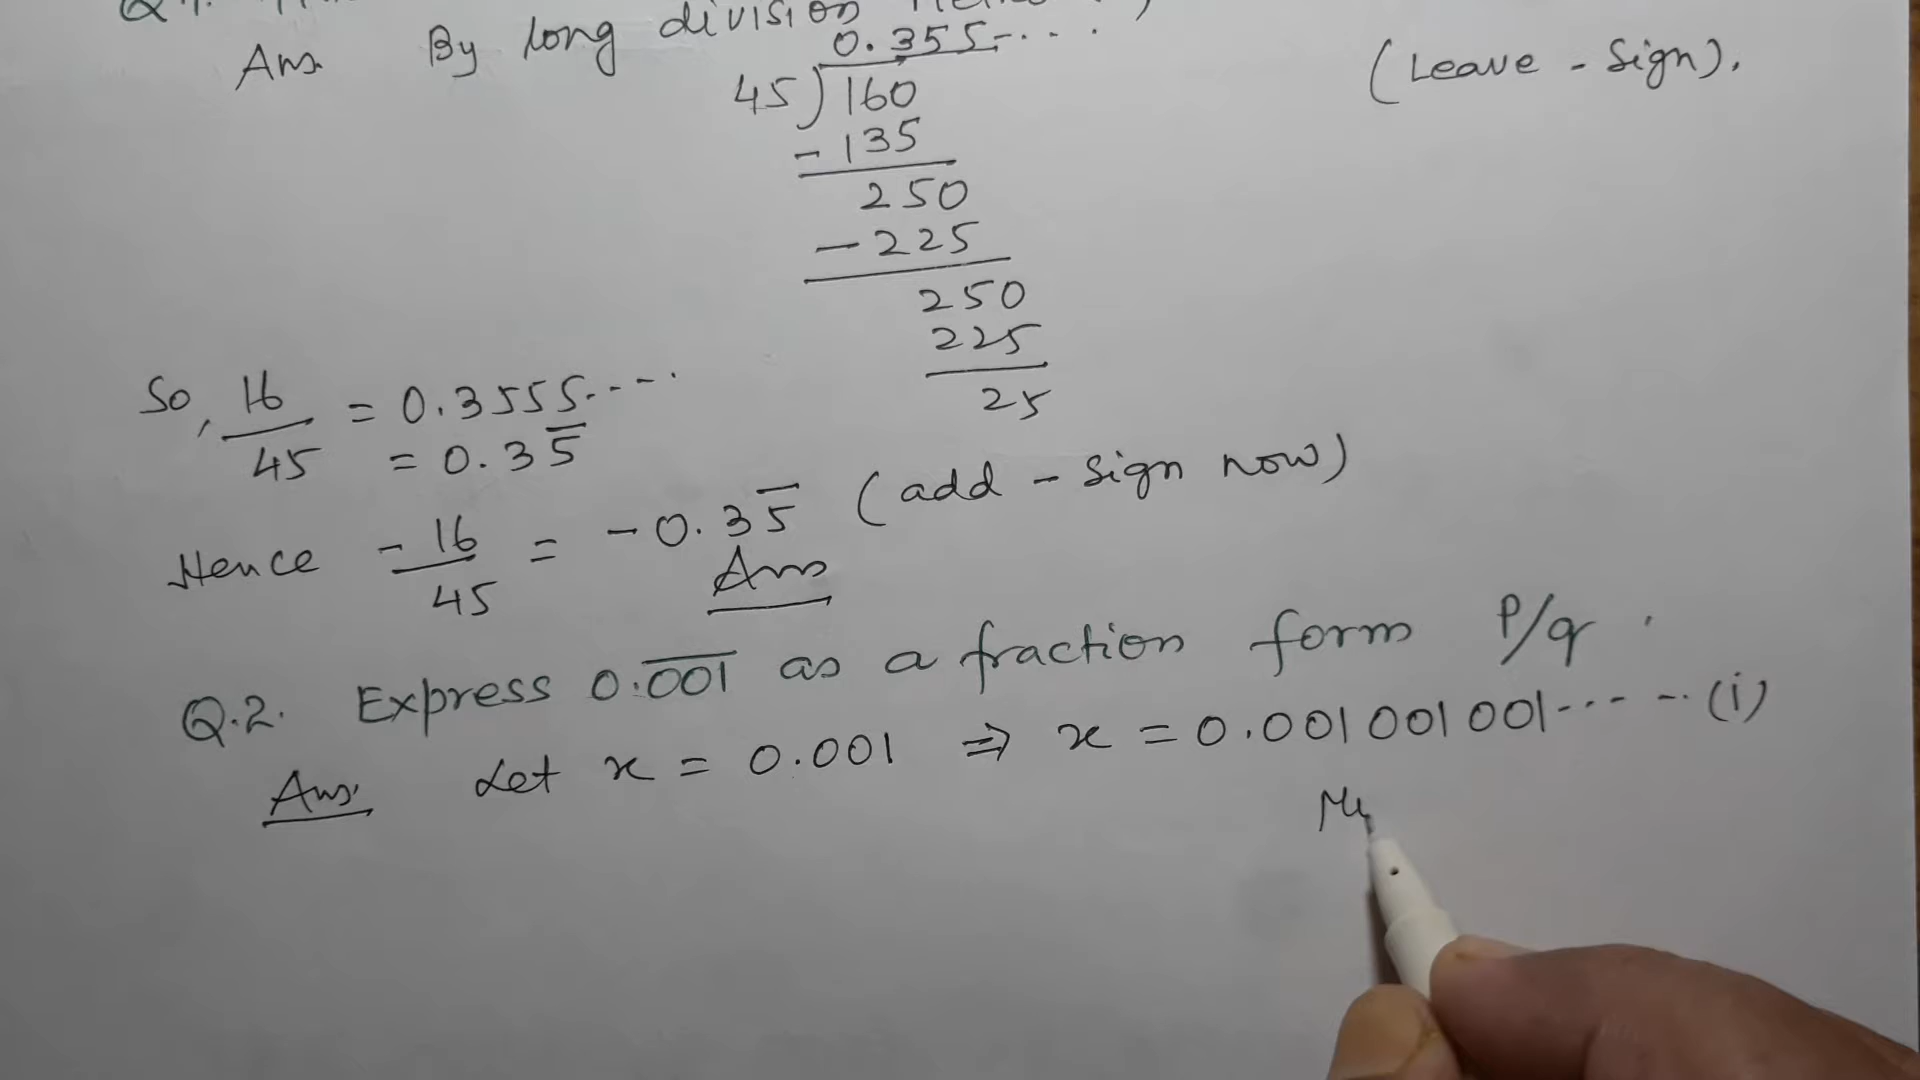 Ans By long division
(Leave - Sign).
0.355-...
45)160
- 135
250
- 225
250
225
25
So, 16/45 = 0.3555....
= 0.35̅
Hence -16/45 = -0.35̅ (add - Sign now)
Ans
Q.2. Express 0.0̅0̅1̅ as a fraction form P/q.
Ans. Let x = 0.001 ⇒ x = 0.001001001------(i)